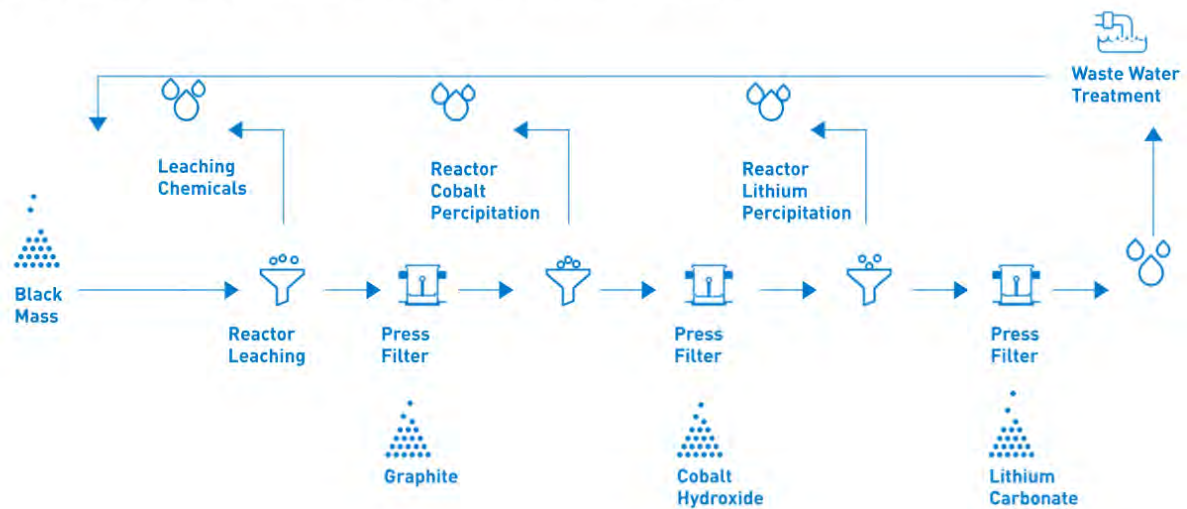 Waste Water
Treatment
Leaching
Chemicals
Reactor
Cobalt
Percipitation
Reactor
Lithium
Percipitation
Black
Mass
Reactor
Leaching
Press
Filter
Press
Filter
Press
Filter
Graphite
Cobalt
Hydroxide
Lithium
Carbonate